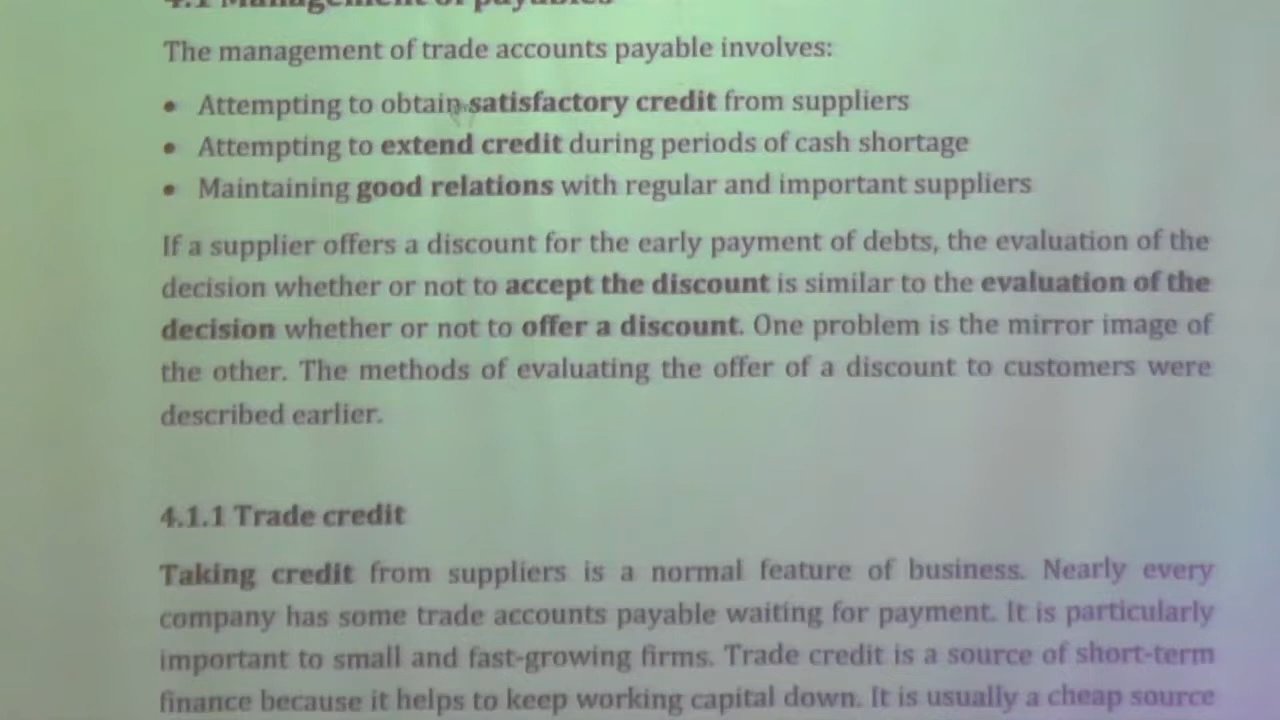 4.1 Management of payables
The management of trade accounts payable involves:
• Attempting to obtain satisfactory credit from suppliers
• Attempting to extend credit during periods of cash shortage
• Maintaining good relations with regular and important suppliers
If a supplier offers a discount for the early payment of debts, the evaluation of the
decision whether or not to accept the discount is similar to the evaluation of the
decision whether or not to offer a discount. One problem is the mirror image of
the other. The methods of evaluating the offer of a discount to customers were
described earlier.
4.1.1 Trade credit
Taking credit from suppliers is a normal feature of business. Nearly every
company has some trade accounts payable waiting for payment. It is particularly
important to small and fast-growing firms. Trade credit is a source of short-term
finance because it helps to keep working capital down. It is usually a cheap source